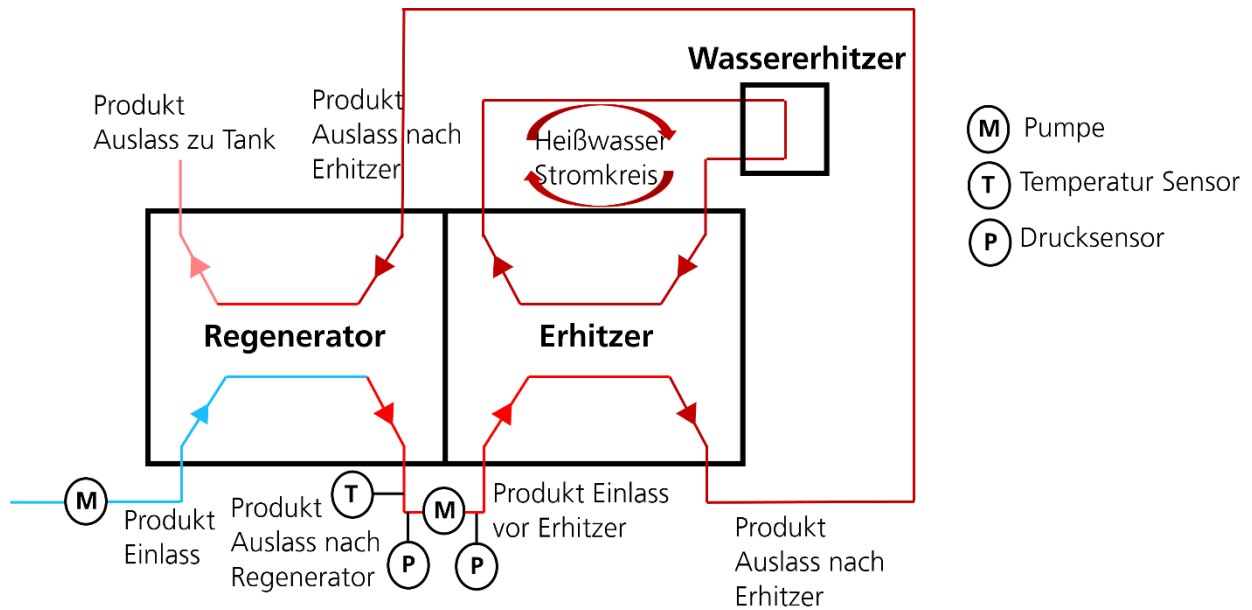 Wassererhitzer
Produkt
Auslass zu Tank
Produkt
Auslass nach
Erhitzer
Heißwasser
Stromkreis
M Pumpe
T Temperatur Sensor
P Drucksensor
Regenerator
Erhitzer
M
Produkt
Einlass
T
Produkt
Auslass nach
Regenerator
P
M
P
Produkt Einlass
vor Erhitzer
Produkt
Auslass nach
Erhitzer